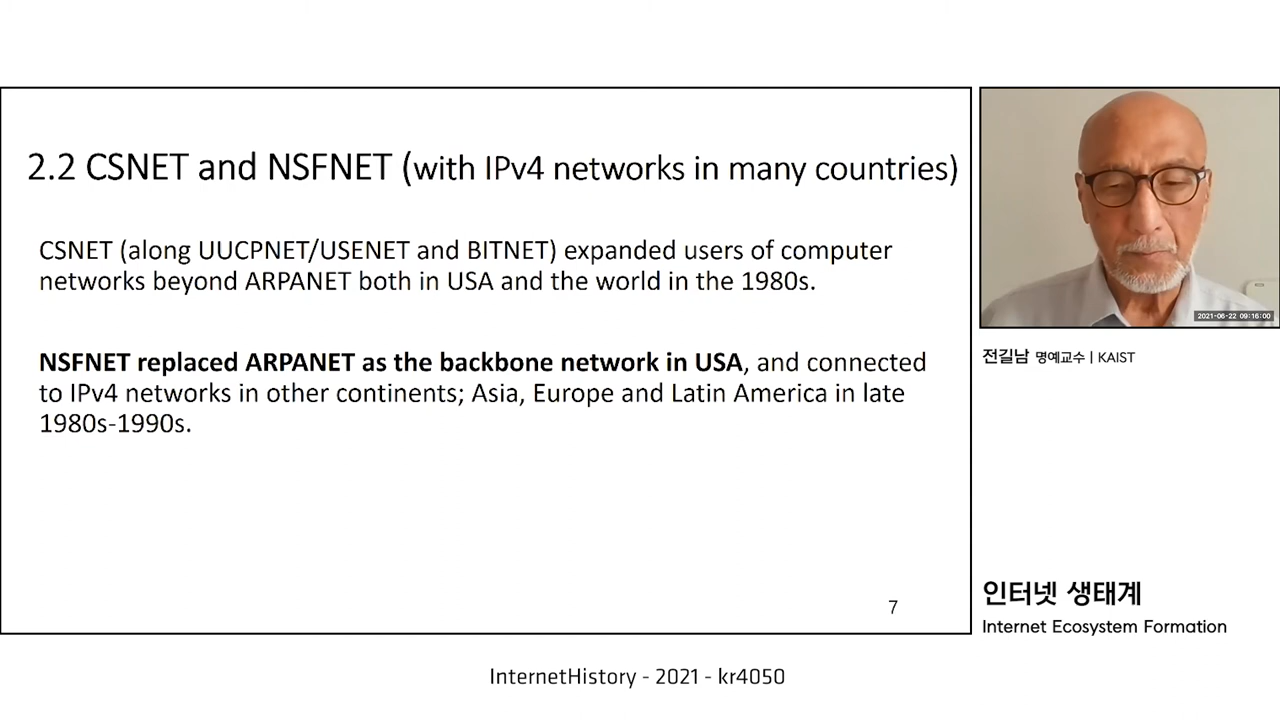 2.2 CSNET and NSFNET (with IPv4 networks in many countries)
CSNET (along UUCPNET/USENET and BITNET) expanded users of computer
networks beyond ARPANET both in USA and the world in the 1980s.
NSFNET replaced ARPANET as the backbone network in USA, and connected
to IPv4 networks in other continents; Asia, Europe and Latin America in late
1980s-1990s.
7
2021-06-22 09:16:00
전길남 명예교수 | KAIST
인터넷 생태계
Internet Ecosystem Formation
InternetHistory - 2021 - kr4050